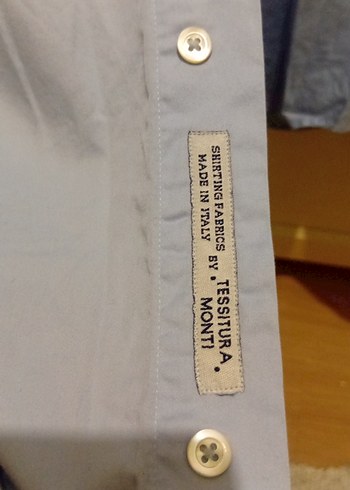 SHIRTING FABRICS BY • TESSITURA •
MADE IN ITALY MONTI